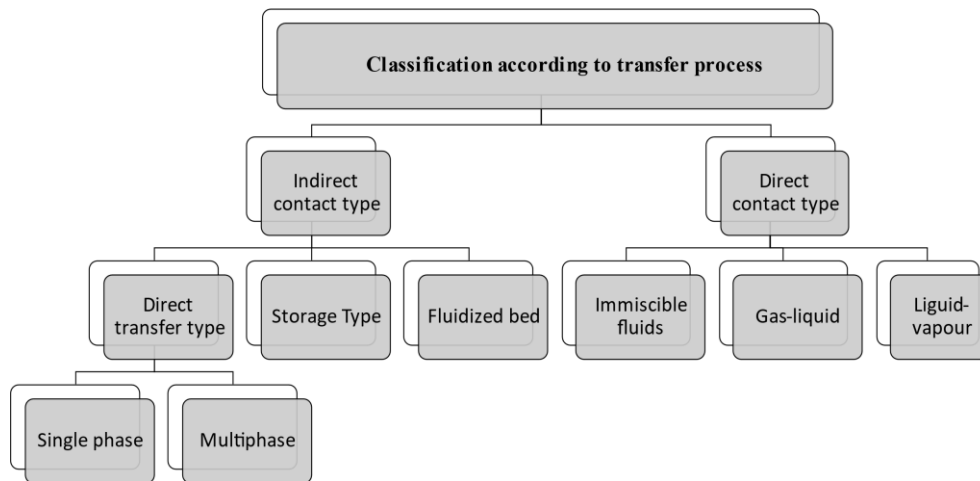 Classification according to transfer process
Indirect
contact type
Direct
contact type
Direct
transfer type
Storage Type
Fluidized bed
Immiscible
fluids
Gas-liquid
Liguid-
vapour
Single phase
Multiphase